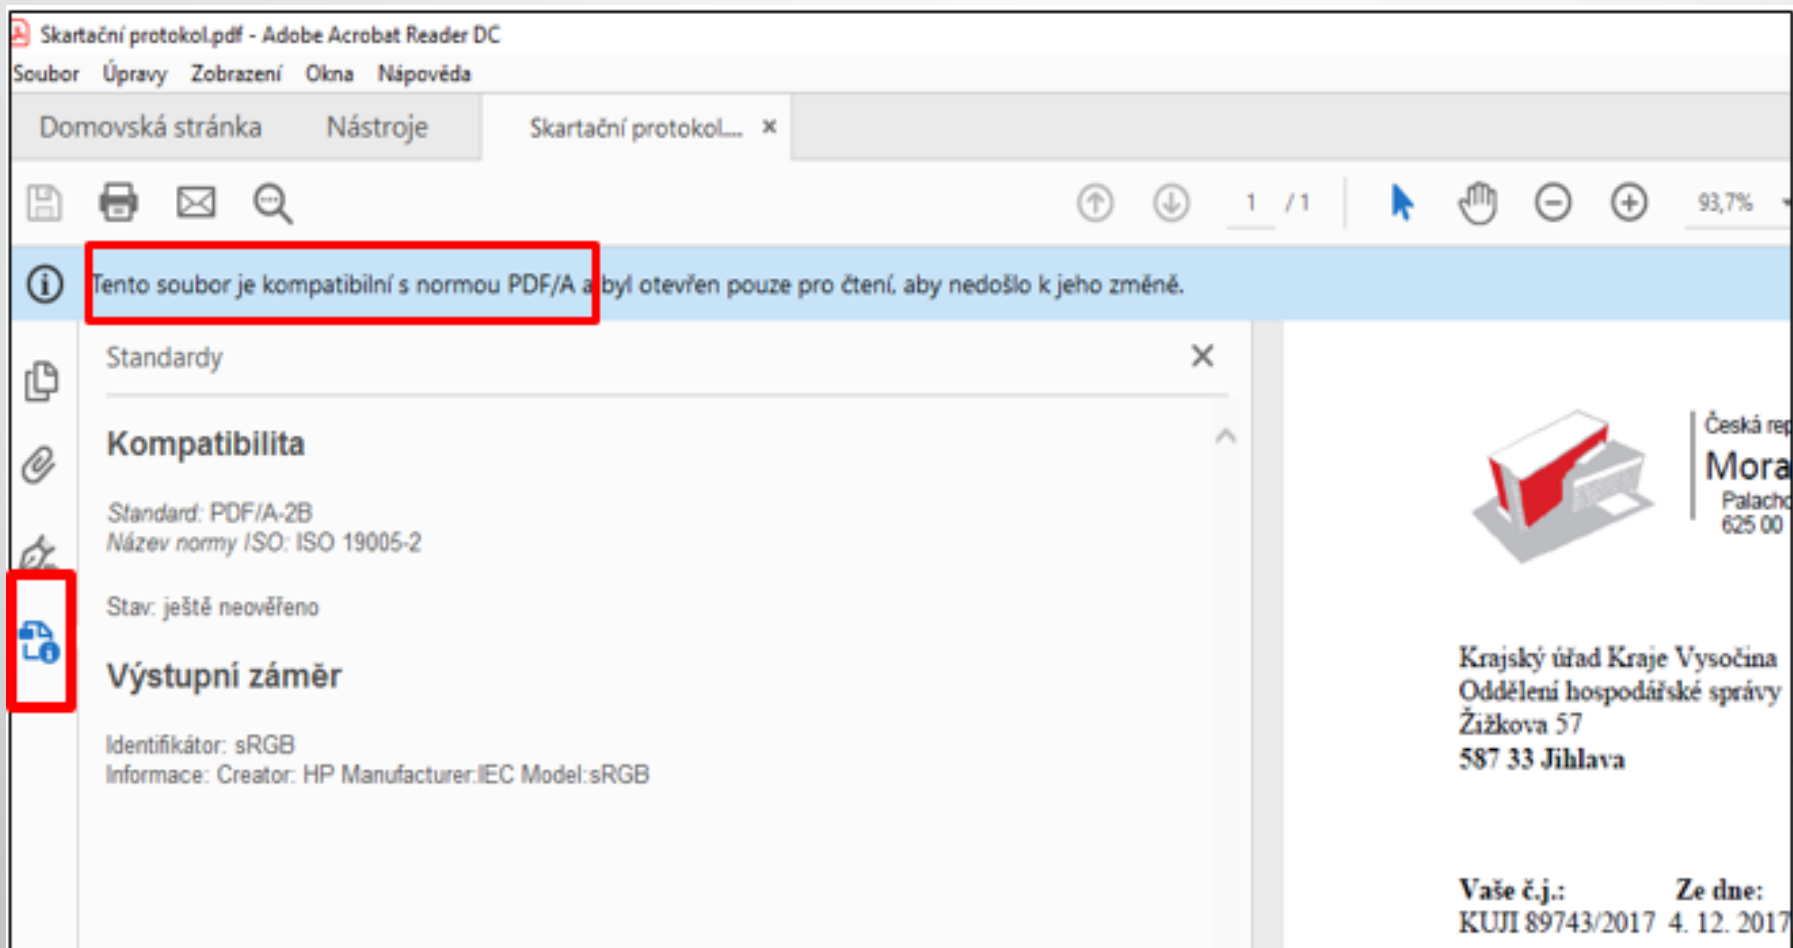 Skartační protokol.pdf - Adobe Acrobat Reader DC
Soubor Úpravy Zobrazení Okna Nápověda
Domovská stránka Nástroje Skartační protokol.... ×
1 / 1 93,7%
Tento soubor je kompatibilní s normou PDF/A a byl otevřen pouze pro čtení, aby nedošlo k jeho změně.
Standardy
Kompatibilita
Standard: PDF/A-2B
Název normy ISO: ISO 19005-2
Stav: ještě neověřeno
Výstupní záměr
Identifikátor: sRGB
Informace: Creator: HP Manufacturer:IEC Model:sRGB
Česká rep
Mora
Palacho
625 00
Krajský úřad Kraje Vysočina
Oddělení hospodářské správy
Žižkova 57
587 33 Jihlava
Vaše č.j.: Ze dne:
KUJI 89743/2017 4. 12. 2017